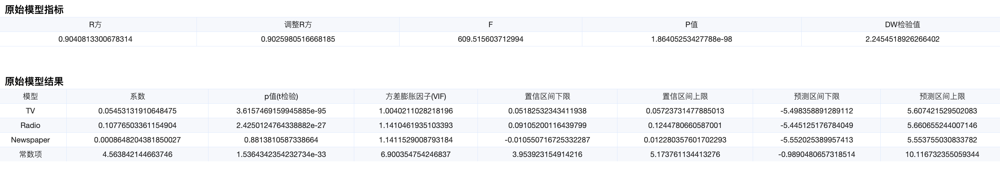 原始模型指标
R方 调整R方 F P值 DW检验值
0.9040813300678314 0.9025980516668185 609.515603712994 1.86405253427788e-98 2.2454518926266402
原始模型结果
模型 系数 p值(t检验) 方差膨胀因子(VIF) 置信区间下限 置信区间上限 预测区间下限 预测区间上限
TV 0.05453131910648475 3.6157469159945885e-95 1.0040211028218196 0.05182532343411938 0.05723731477885013 -5.498358891289112 5.607421529502083
Radio 0.10776503361154904 2.4250124764338882e-27 1.1410461935103393 0.09105200116439799 0.1244780660587001 -5.445125176784049 5.660655244007146
Newspaper 0.0008648204381850027 0.8813810587338664 1.1411529008793184 -0.010550716725332287 0.012280357601702293 -5.552025389957413 5.553755030833782
常数项 4.563842144663746 1.5364342354232734e-33 6.900354754246837 3.953923154914216 5.173761134413276 -0.9890480657318514 10.116732355059344